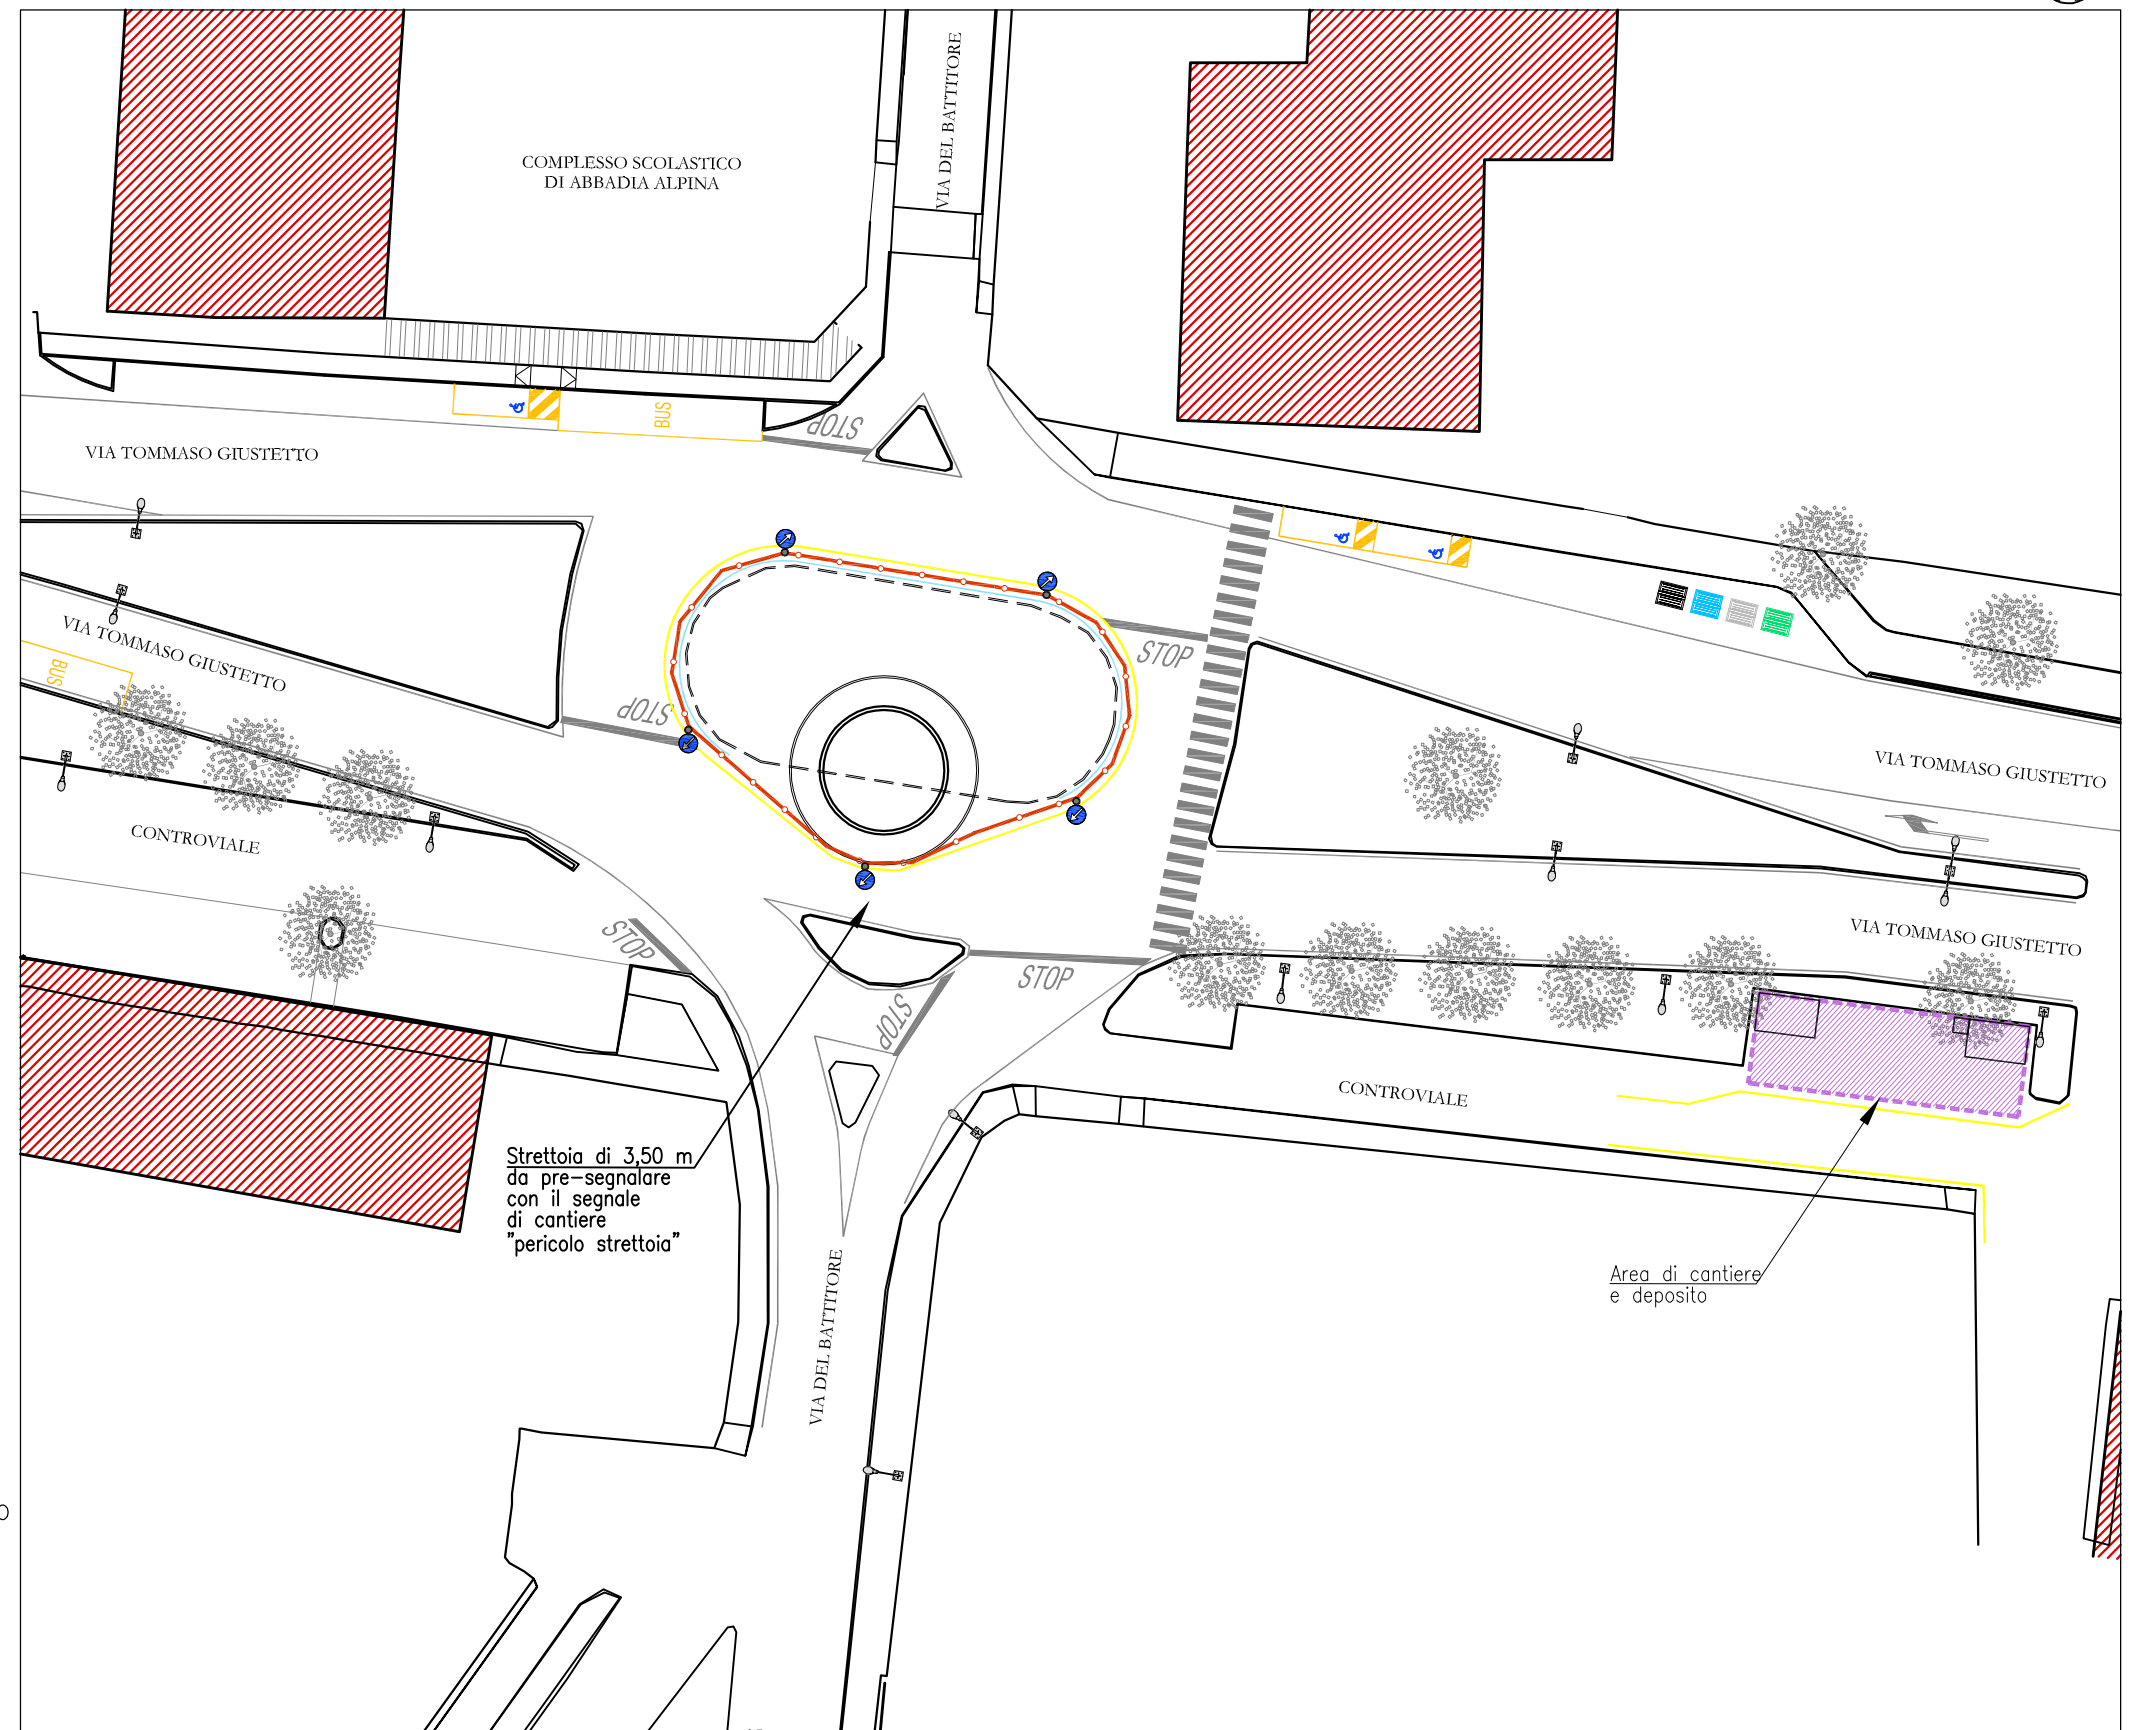 VIA DEL BATTITORE
COMPLESSO SCOLASTICO
DI ABBADIA ALPINA
BUS
STOP
VIA TOMMASO GIUSTETTO
VIA TOMMASO GIUSTETTO
BUS
STOP
STOP
VIA TOMMASO GIUSTETTO
CONTROVIALE
STOP
STOP
STOP
VIA TOMMASO GIUSTETTO
CONTROVIALE
Strettoia di 3,50 m
da pre-segnalare
con il segnale
di cantiere
"pericolo strettoia"
VIA DEL BATTITORE
Area di cantiere
e deposito